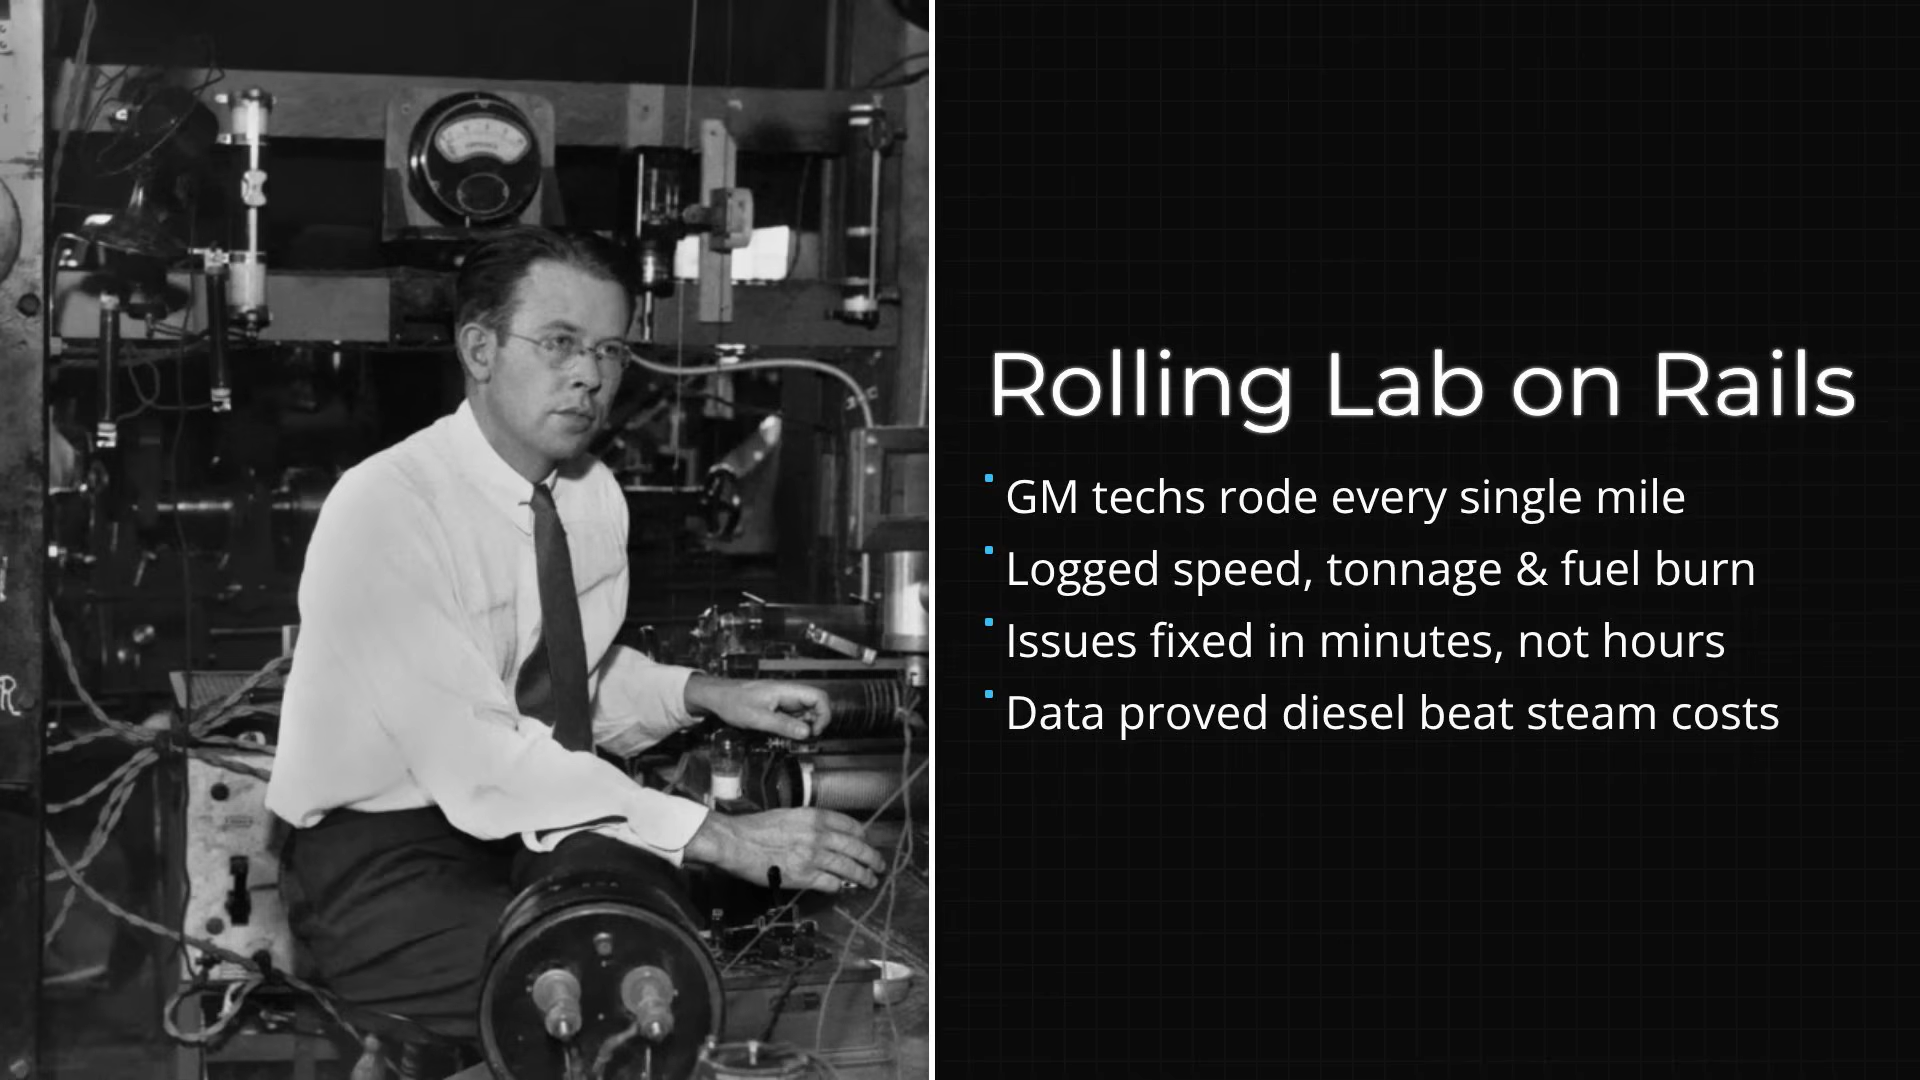 Rolling Lab on Rails
GM techs rode every single mile
Logged speed, tonnage & fuel burn
Issues fixed in minutes, not hours
Data proved diesel beat steam costs
R